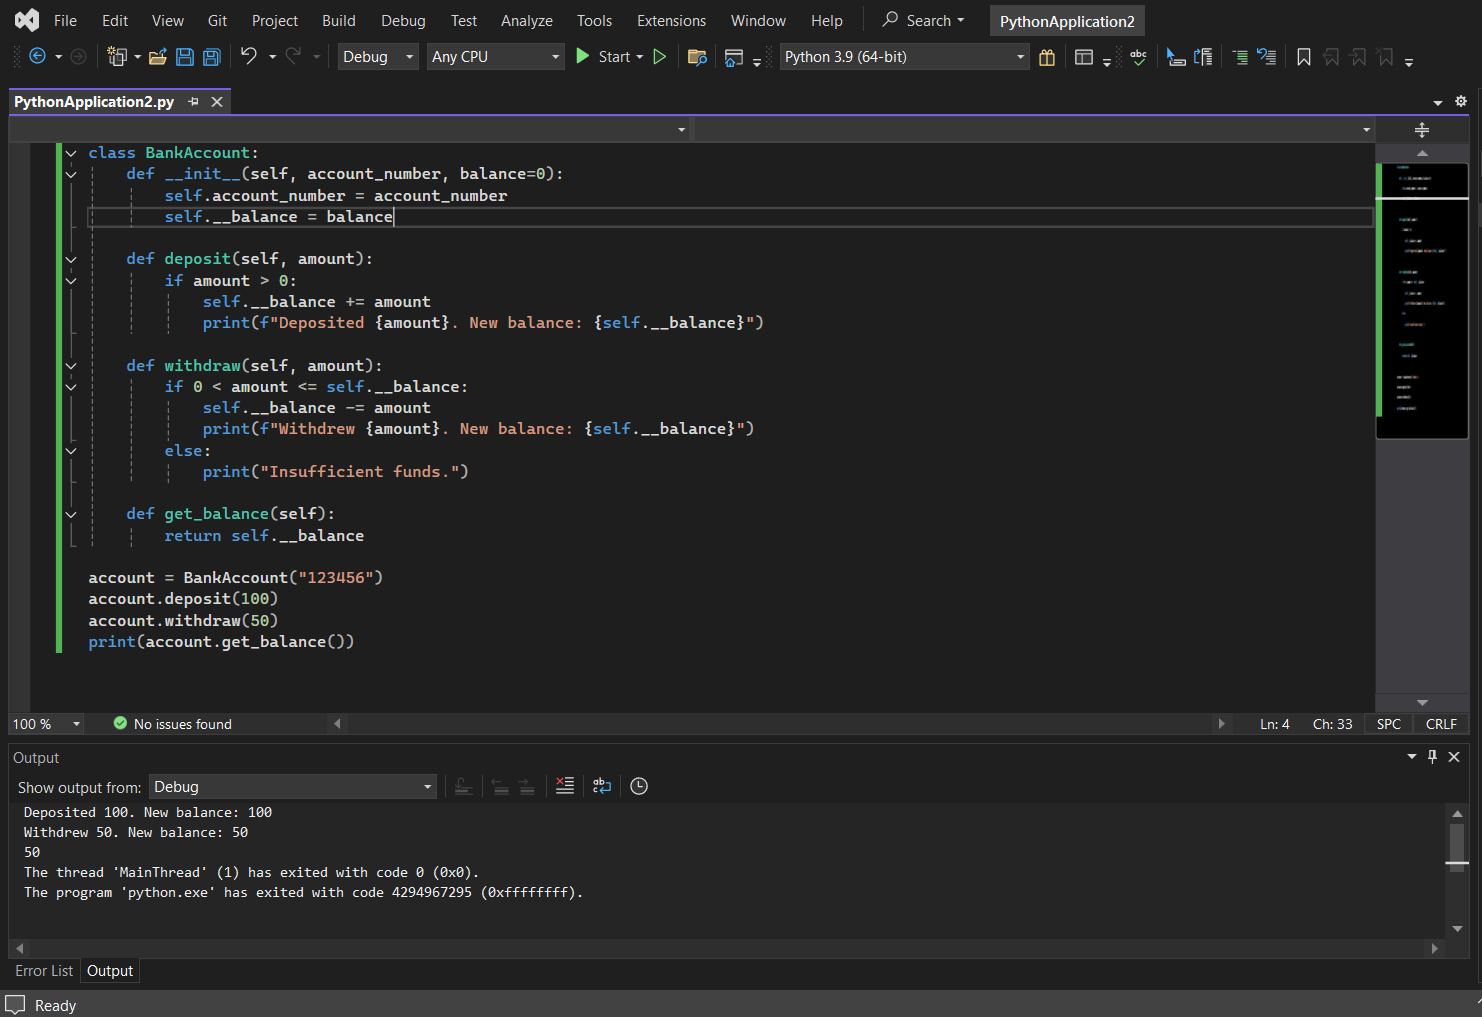 File Edit View Git Project Build Debug Test Analyze Tools Extensions Window Help Search PythonApplication2
Debug Any CPU Start Python 3.9 (64-bit) abc
PythonApplication2.py
class BankAccount:
    def __init__(self, account_number, balance=0):
        self.account_number = account_number
        self.__balance = balance
    def deposit(self, amount):
        if amount > 0:
            self.__balance += amount
            print(f"Deposited {amount}. New balance: {self.__balance}")
    def withdraw(self, amount):
        if 0 < amount <= self.__balance:
            self.__balance -= amount
            print(f"Withdrew {amount}. New balance: {self.__balance}")
        else:
            print("Insufficient funds.")
    def get_balance(self):
        return self.__balance
account = BankAccount("123456")
account.deposit(100)
account.withdraw(50)
print(account.get_balance())
100 % No issues found Ln: 4 Ch: 33 SPC CRLF
Output
Show output from: Debug
Deposited 100. New balance: 100
Withdrew 50. New balance: 50
50
The thread 'MainThread' (1) has exited with code 0 (0x0).
The program 'python.exe' has exited with code 4294967295 (0xffffffff).
Error List Output
Ready